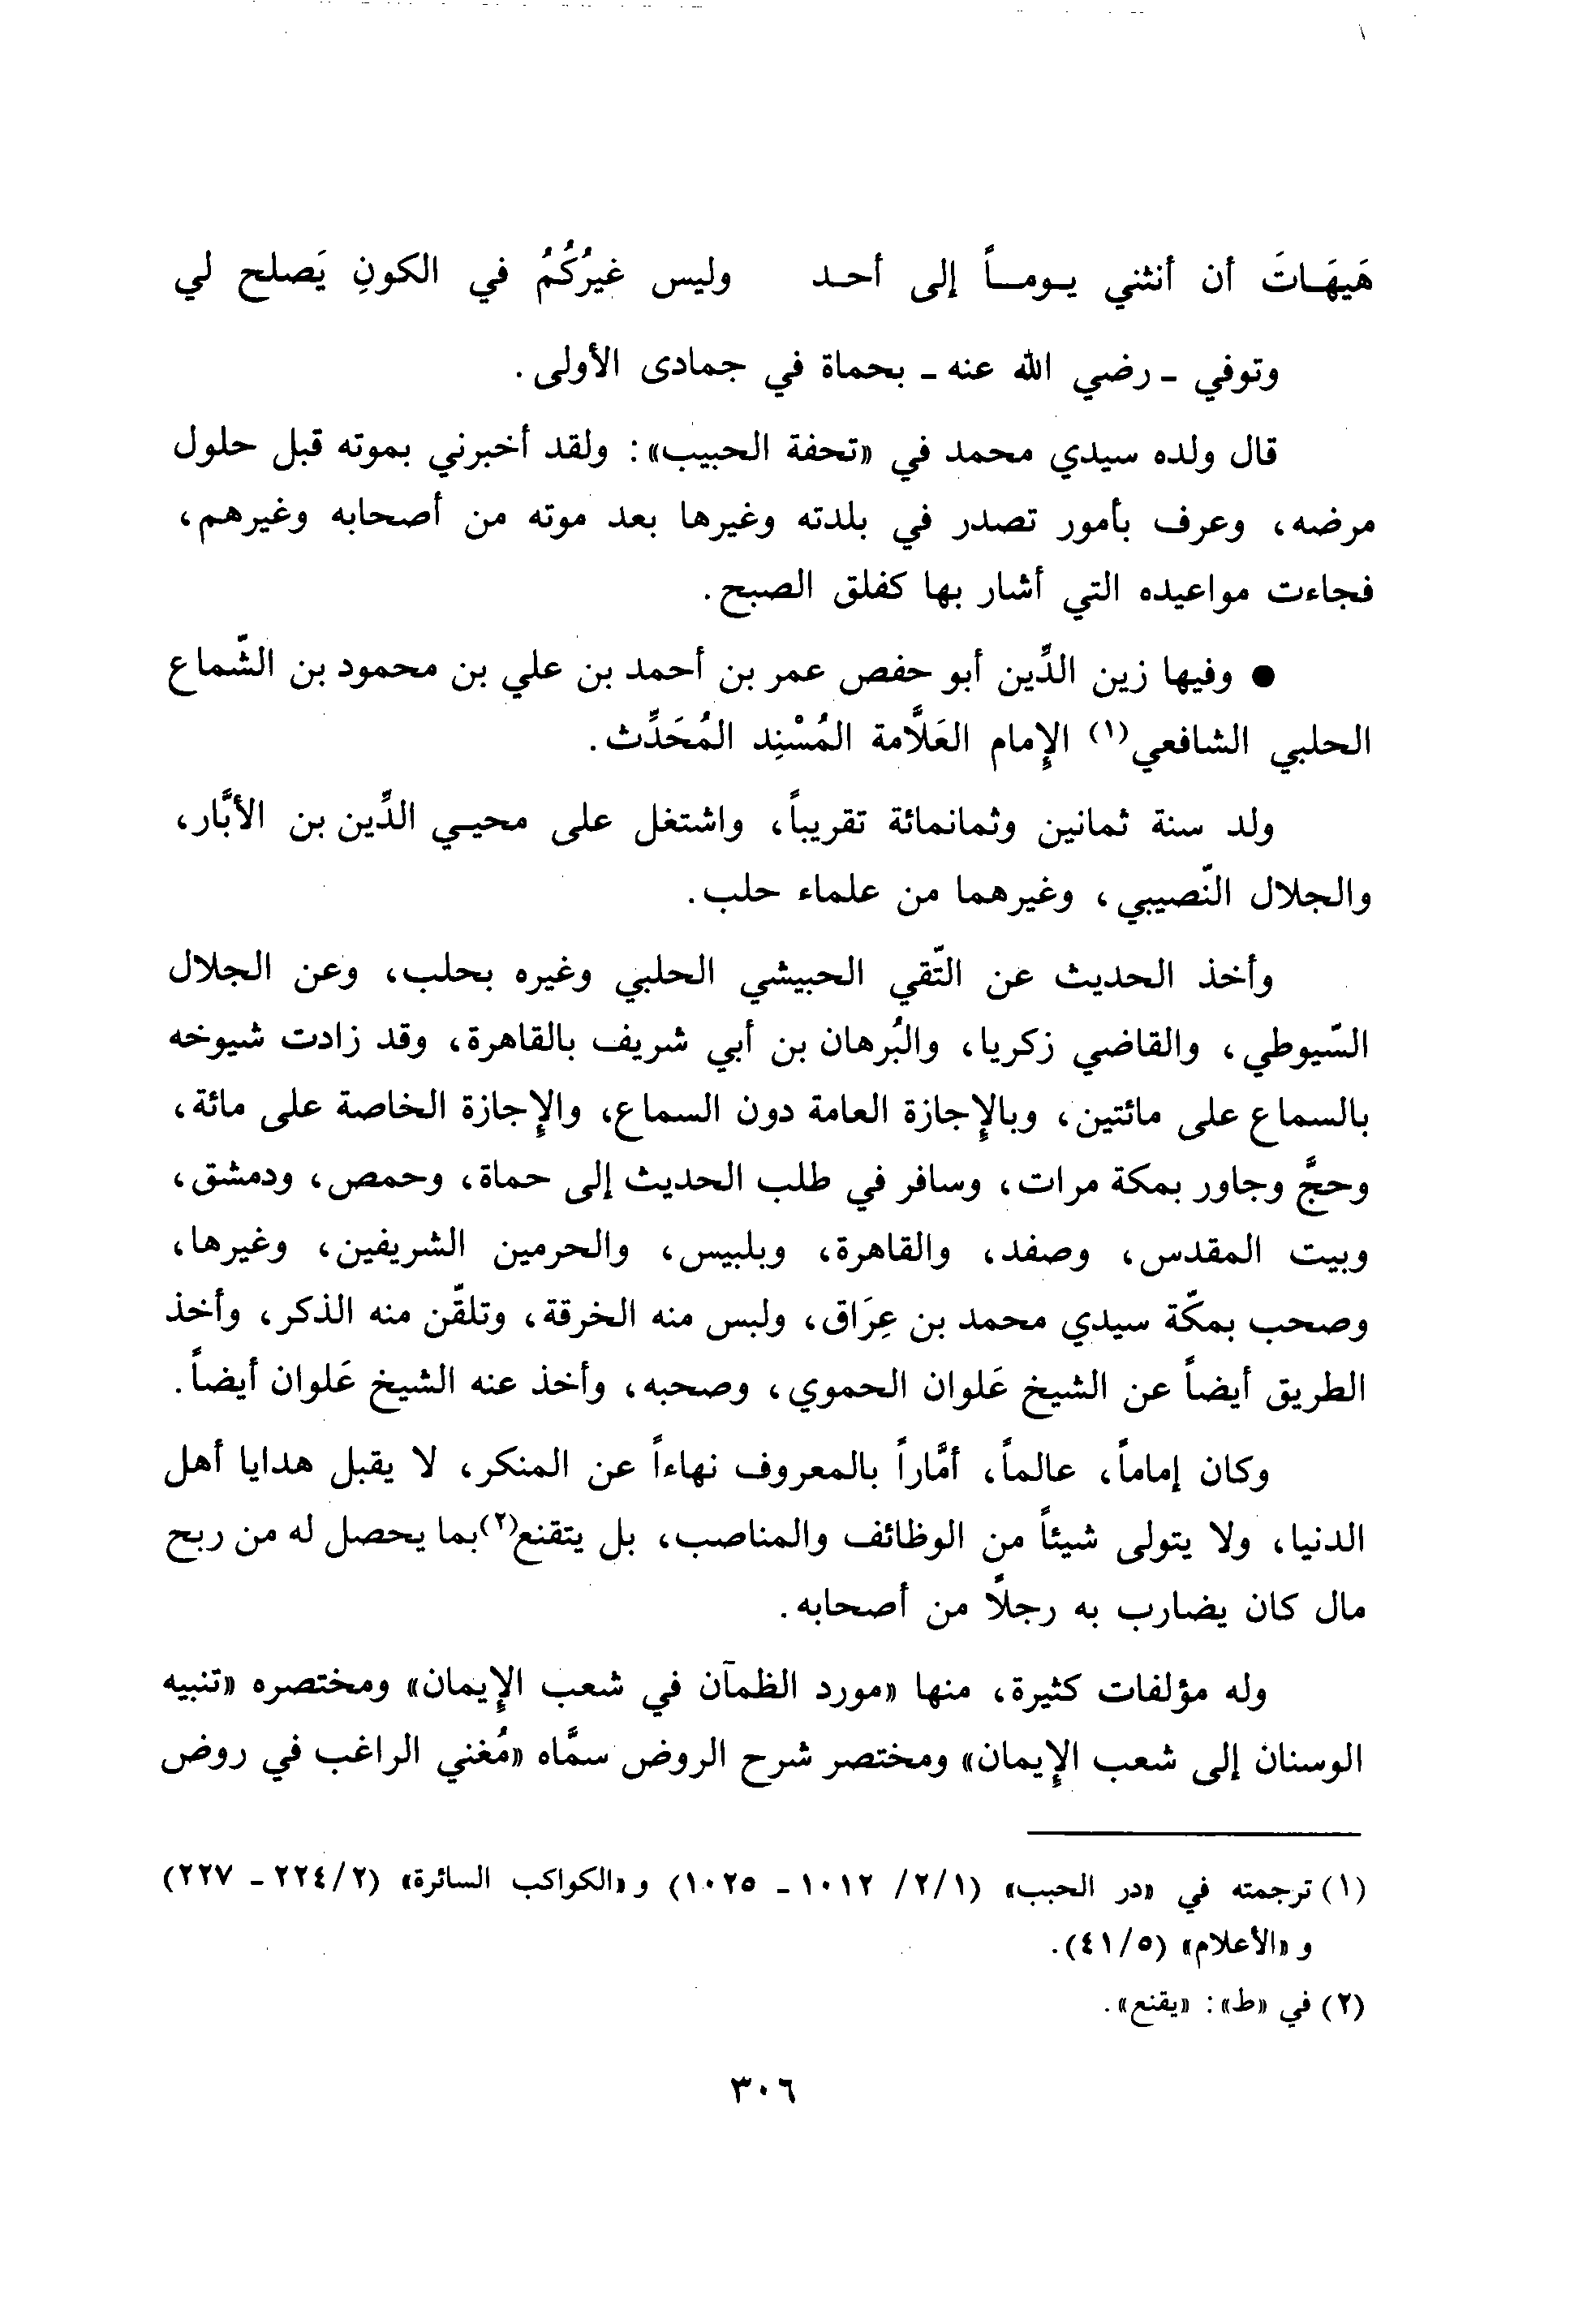 هَيهَاتَ أن أنثني يوماً إلى أحد وليس غيرُكُمُ في الكونِ يَصلح لي
وتوفي - رضي الله عنه - بحماة في جمادى الأولى.
قال ولده سيدي محمد في «تحفة الحبيب»: ولقد أخبرني بموته قبل حلول
مرضه، وعرف بأمور تصدر في بلدته وغيرها بعد موته من أصحابه وغيرهم،
فجاءت مواعيده التي أشار بها كفلق الصبح.
● وفيها زين الدِّين أبو حفص عمر بن أحمد بن علي بن محمود بن الشَّماع
الحلبي الشافعي(١) الإِمام العَلاَّمة المُسْنِد المُحَدِّث.
ولد سنة ثمانين وثمانمائة تقريباً، واشتغل على محيي الدِّين بن الأبَّار،
والجلال النَّصيبي، وغيرهما من علماء حلب.
وأخذ الحديث عن التَّقي الحبيشي الحلبي وغيره بحلب، وعن الجلال
السَّيوطي، والقاضي زكريا، والبُرهان بن أبي شريف بالقاهرة، وقد زادت شيوخه
بالسماع على مائتين، وبالإِجازة العامة دون السماع، والإِجازة الخاصة على مائة،
وحجَّ وجاور بمكة مرات، وسافر في طلب الحديث إلى حماة، وحمص، ودمشق،
وبيت المقدس، وصفد، والقاهرة، وبلبيس، والحرمين الشريفين، وغيرها،
وصحب بمكّة سيدي محمد بن عِرَاق، ولبس منه الخرقة، وتلقّن منه الذكر، وأخذ
الطريق أيضاً عن الشيخ عَلوان الحموي، وصحبه، وأخذ عنه الشيخ عَلوان أيضاً.
وكان إماماً، عالماً، أمَّاراً بالمعروف نهاءاً عن المنكر، لا يقبل هدايا أهل
الدنيا، ولا يتولى شيئاً من الوظائف والمناصب، بل يتقنع(٢) بما يحصل له من ربح
مال كان يضارب به رجلاً من أصحابه.
وله مؤلفات كثيرة، منها «مورد الظمآن في شعب الإِيمان» ومختصره «تنبيه
الوسنان إلى شعب الإِيمان» ومختصر شرح الروض سمَّاه «مُغني الراغب في روض
(١) ترجمته في «در الحبب» (١/٢/ ١٠١٢ - ١٠٢٥) و «الكواكب السائرة» (٢/٢٢٤ - ٢٢٧)
و «الأعلام» (٥/٤١).
(٢) في «ط»: «يقنع».
٣٠٦